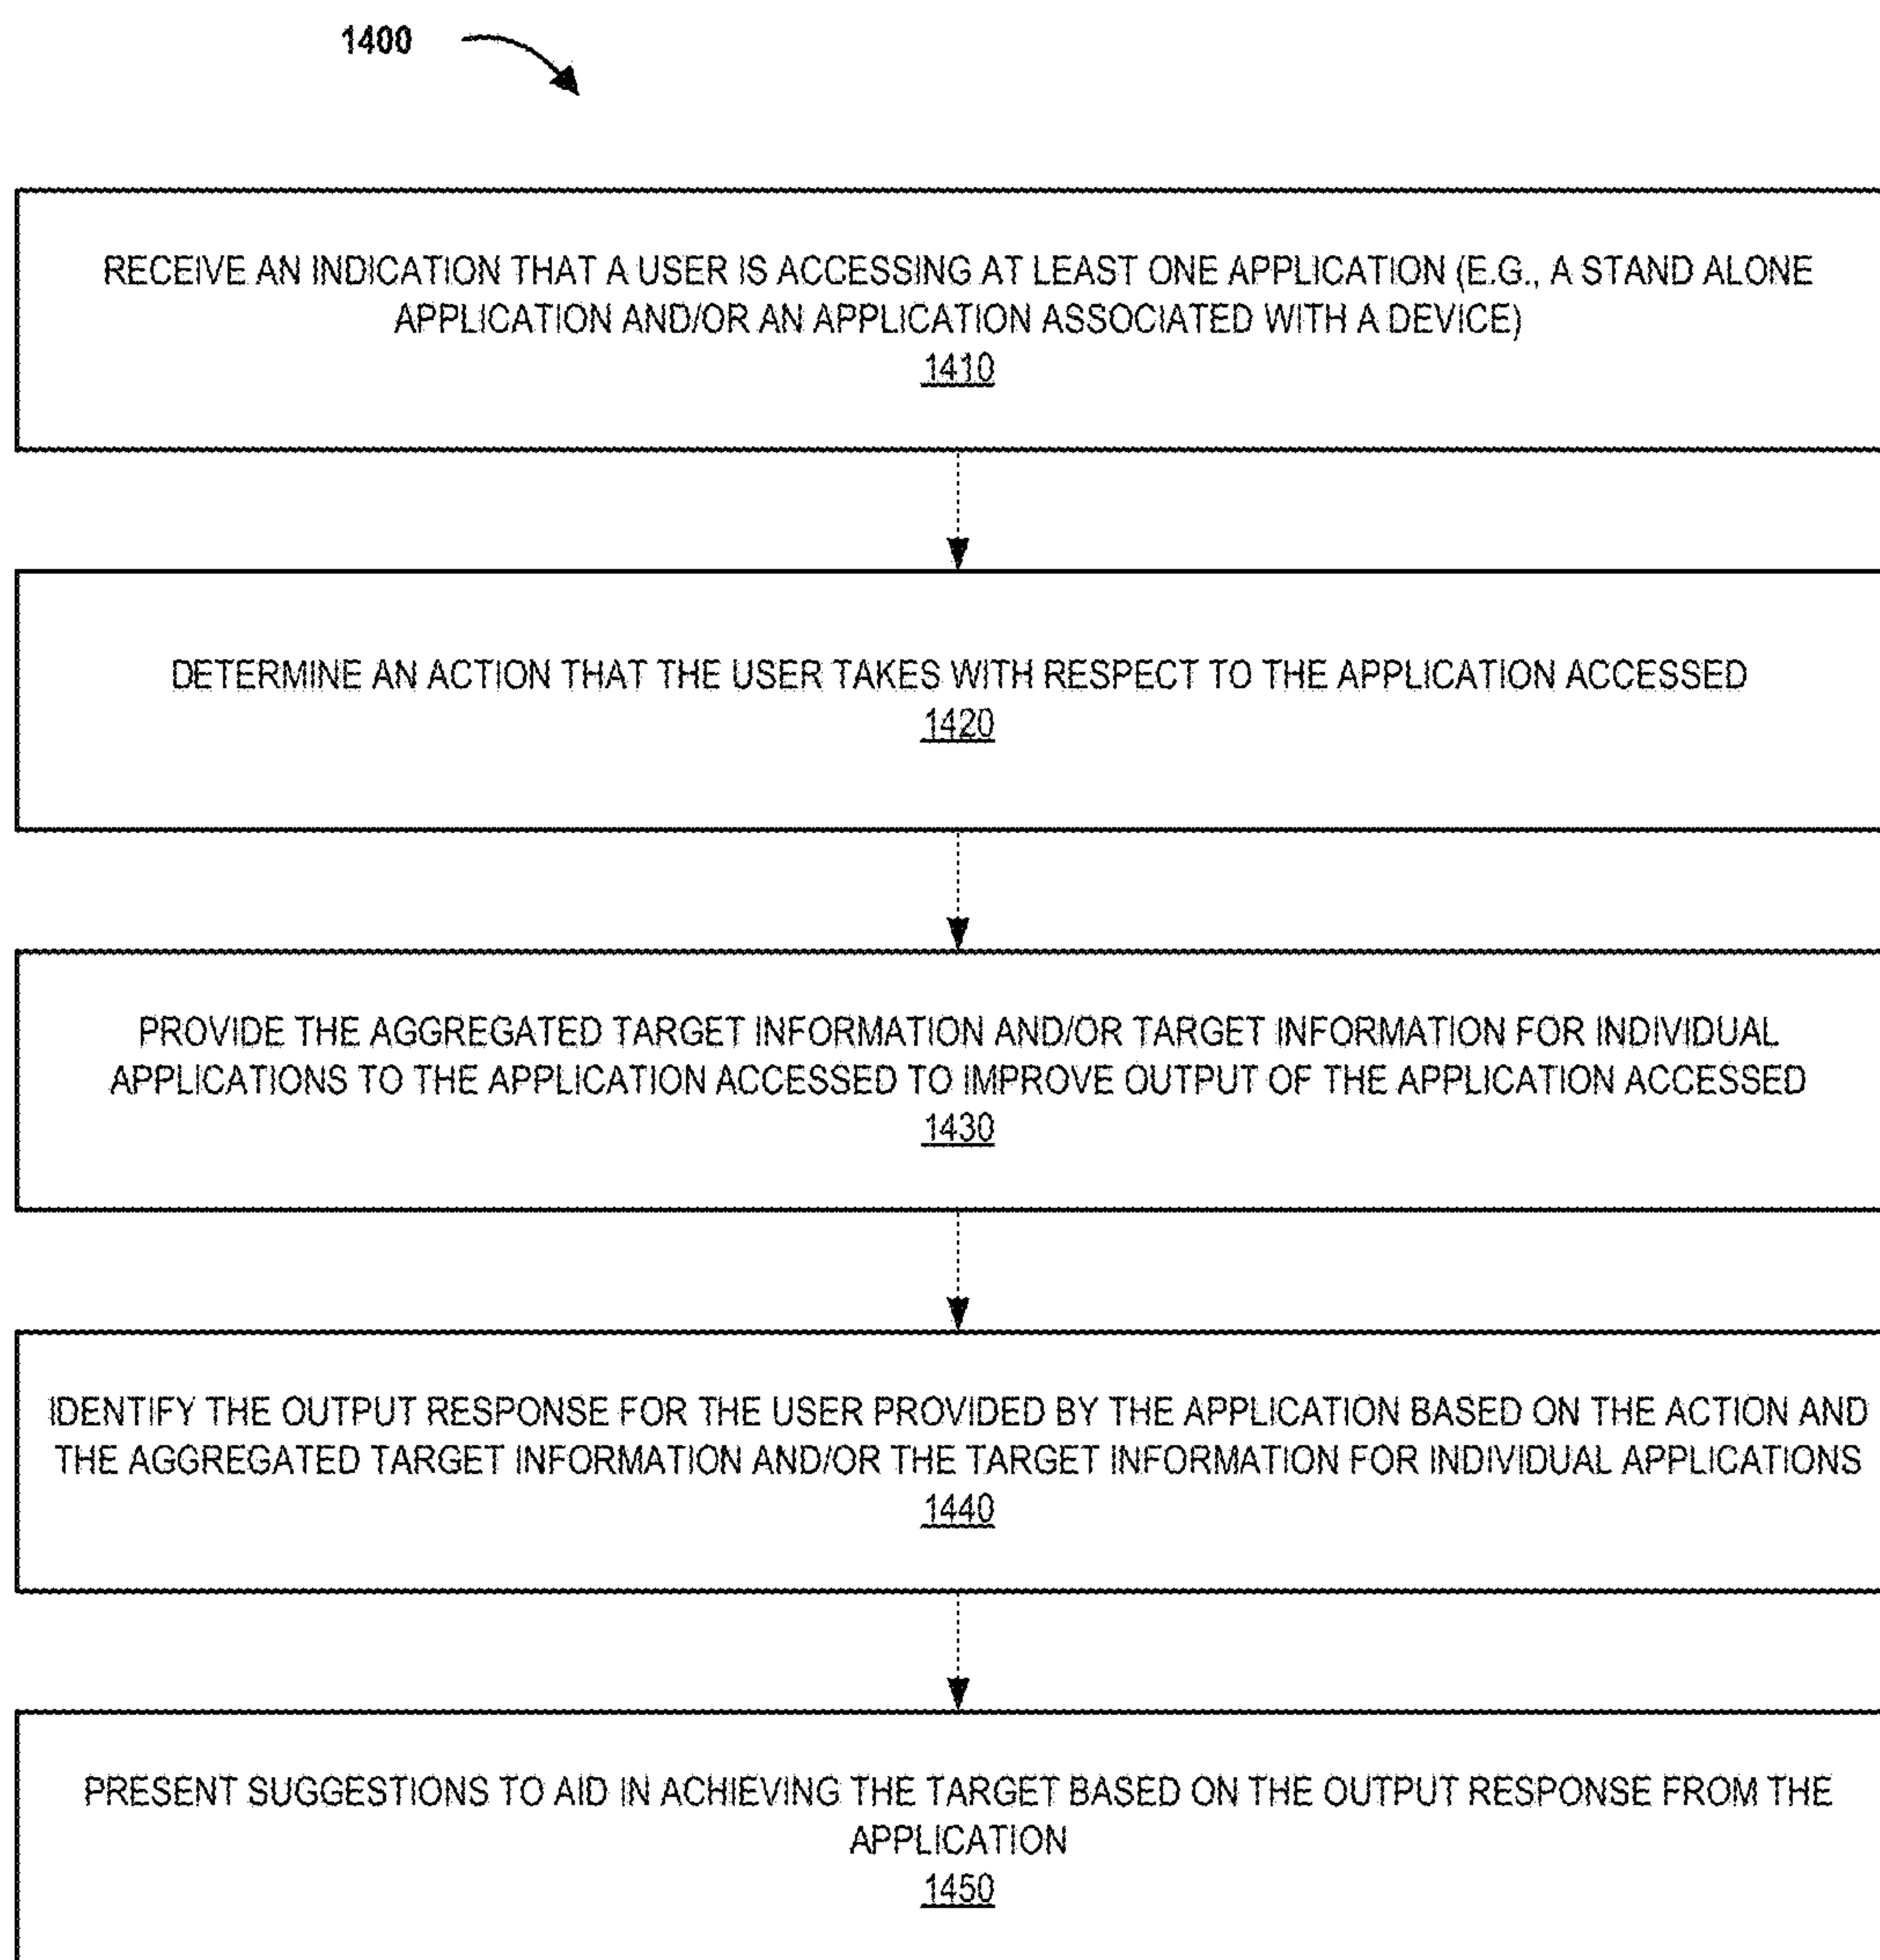 1400
RECEIVE AN INDICATION THAT A USER IS ACCESSING AT LEAST ONE APPLICATION (E.G., A STAND ALONE
APPLICATION AND/OR AN APPLICATION ASSOCIATED WITH A DEVICE)
1410
DETERMINE AN ACTION THAT THE USER TAKES WITH RESPECT TO THE APPLICATION ACCESSED
1420
PROVIDE THE AGGREGATED TARGET INFORMATION AND/OR TARGET INFORMATION FOR INDIVIDUAL
APPLICATIONS TO THE APPLICATION ACCESSED TO IMPROVE OUTPUT OF THE APPLICATION ACCESSED
1430
IDENTIFY THE OUTPUT RESPONSE FOR THE USER PROVIDED BY THE APPLICATION BASED ON THE ACTION AND
THE AGGREGATED TARGET INFORMATION AND/OR THE TARGET INFORMATION FOR INDIVIDUAL APPLICATIONS
1440
PRESENT SUGGESTIONS TO AID IN ACHIEVING THE TARGET BASED ON THE OUTPUT RESPONSE FROM THE
APPLICATION
1450